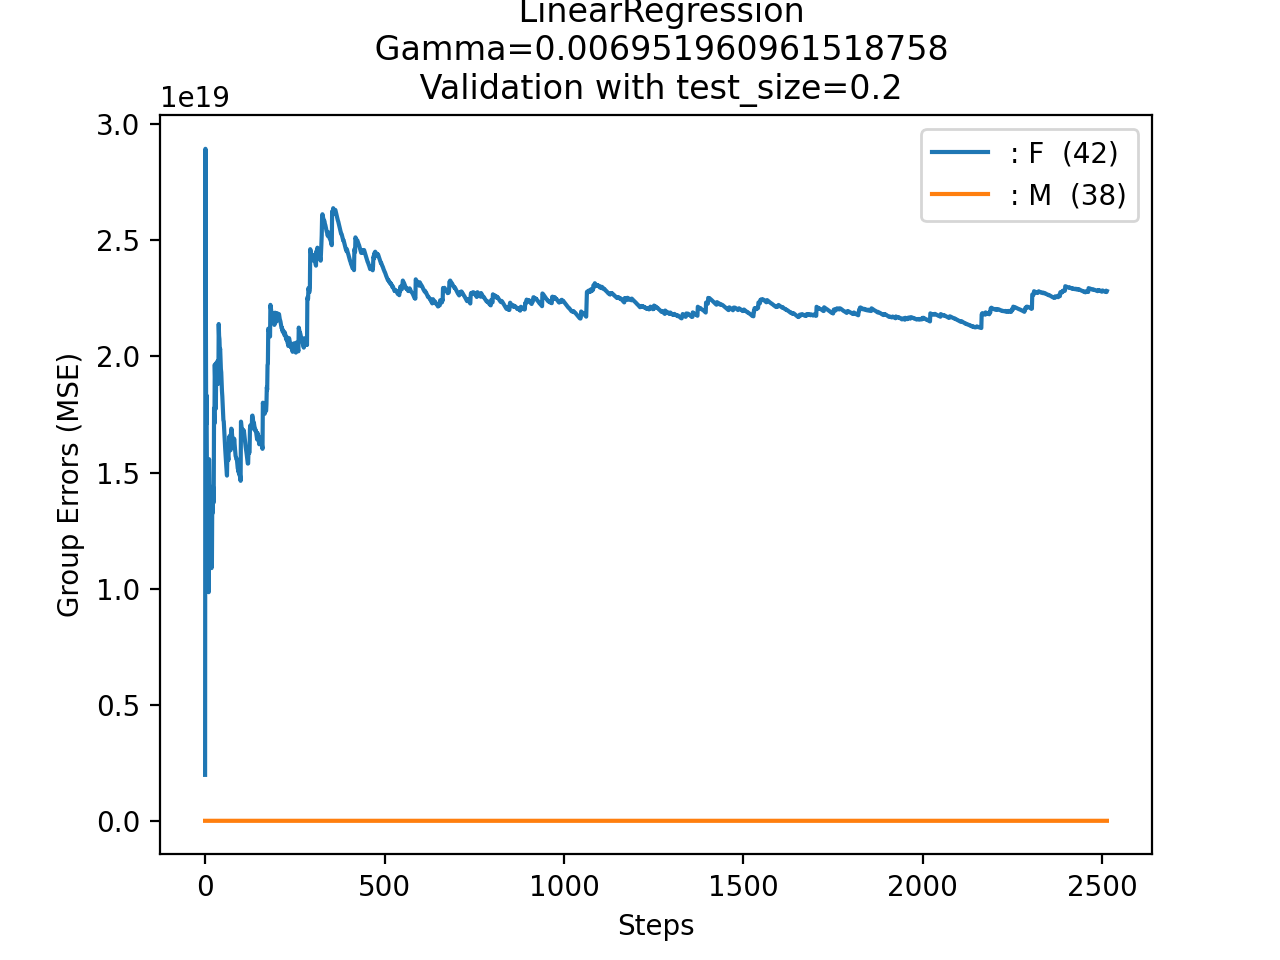 LinearRegression
Gamma=0.006951960961518758
Validation with test_size=0.2
1e19
3.0
2.5
2.0
1.5
1.0
0.5
0.0
Group Errors (MSE)
: F (42)
: M (38)
0 500 1000 1500 2000 2500
Steps